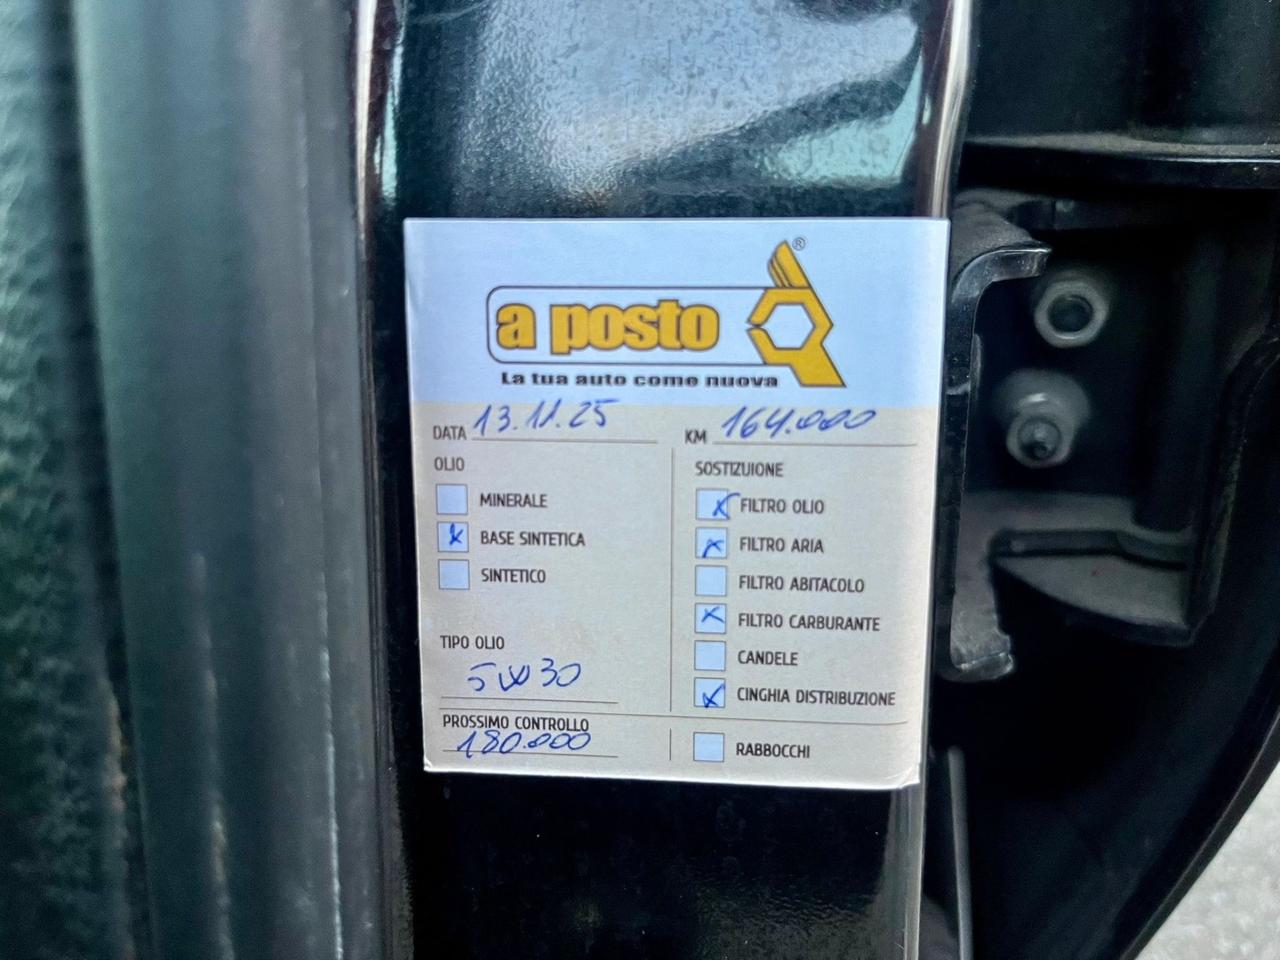 a posto ®
La tua auto come nuova
DATA 13.11.25 KM 164.000
OLIO
MINERALE
x BASE SINTETICA
SINTETICO
TIPO OLIO
5W30
PROSSIMO CONTROLLO
180.000
SOSTIZUIONE
x FILTRO OLIO
x FILTRO ARIA
FILTRO ABITACOLO
x FILTRO CARBURANTE
CANDELE
x CINGHIA DISTRIBUZIONE
RABBOCCHI